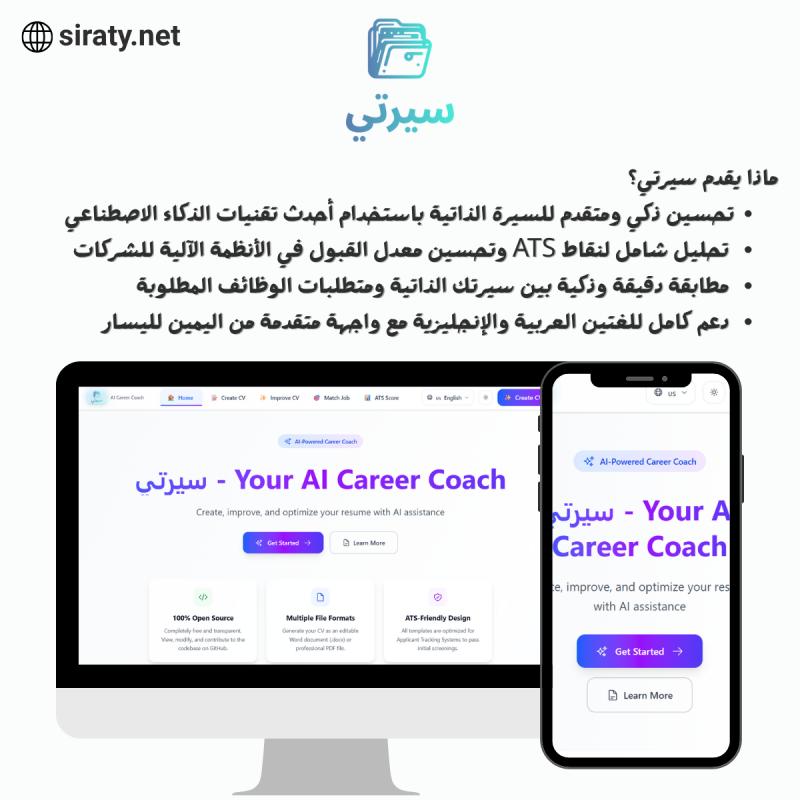 siraty.net
سيرتي
ماذا يقدم سيرتي؟
• تحسين ذكي ومتقدم للسيرة الذاتية باستخدام أحدث تقنيات الذكاء الاصطناعي
• تحليل شامل لنقاط ATS وتحسين معدل القبول في الأنظمة الآلية للشركات
• مطابقة دقيقة وذكية بين سيرتك الذاتية ومتطلبات الوظائف المطلوبة
• دعم كامل للغتين العربية والإنجليزية مع واجهة متقدمة من اليمين لليسار
سيرتي AI Career Coach Home Create CV Improve CV Match Job ATS Score us English Create C
AI-Powered Career Coach
سيرتي - Your AI Career Coach
Create, improve, and optimize your resume with AI assistance
Get Started → Learn More
100% Open Source
Completely free and transparent.
View, modify, and contribute to the
codebase on GitHub.
Multiple File Formats
Generate your CV as an editable
Word document (.docx) or
professional PDF file.
ATS-Friendly Design
All templates are optimized for
Applicant Tracking Systems to pass
initial screenings.
us
AI-Powered Career Coach
سيرتي - Your A
Career Coach
te, improve, and optimize your res
with AI assistance
Get Started →
Learn More